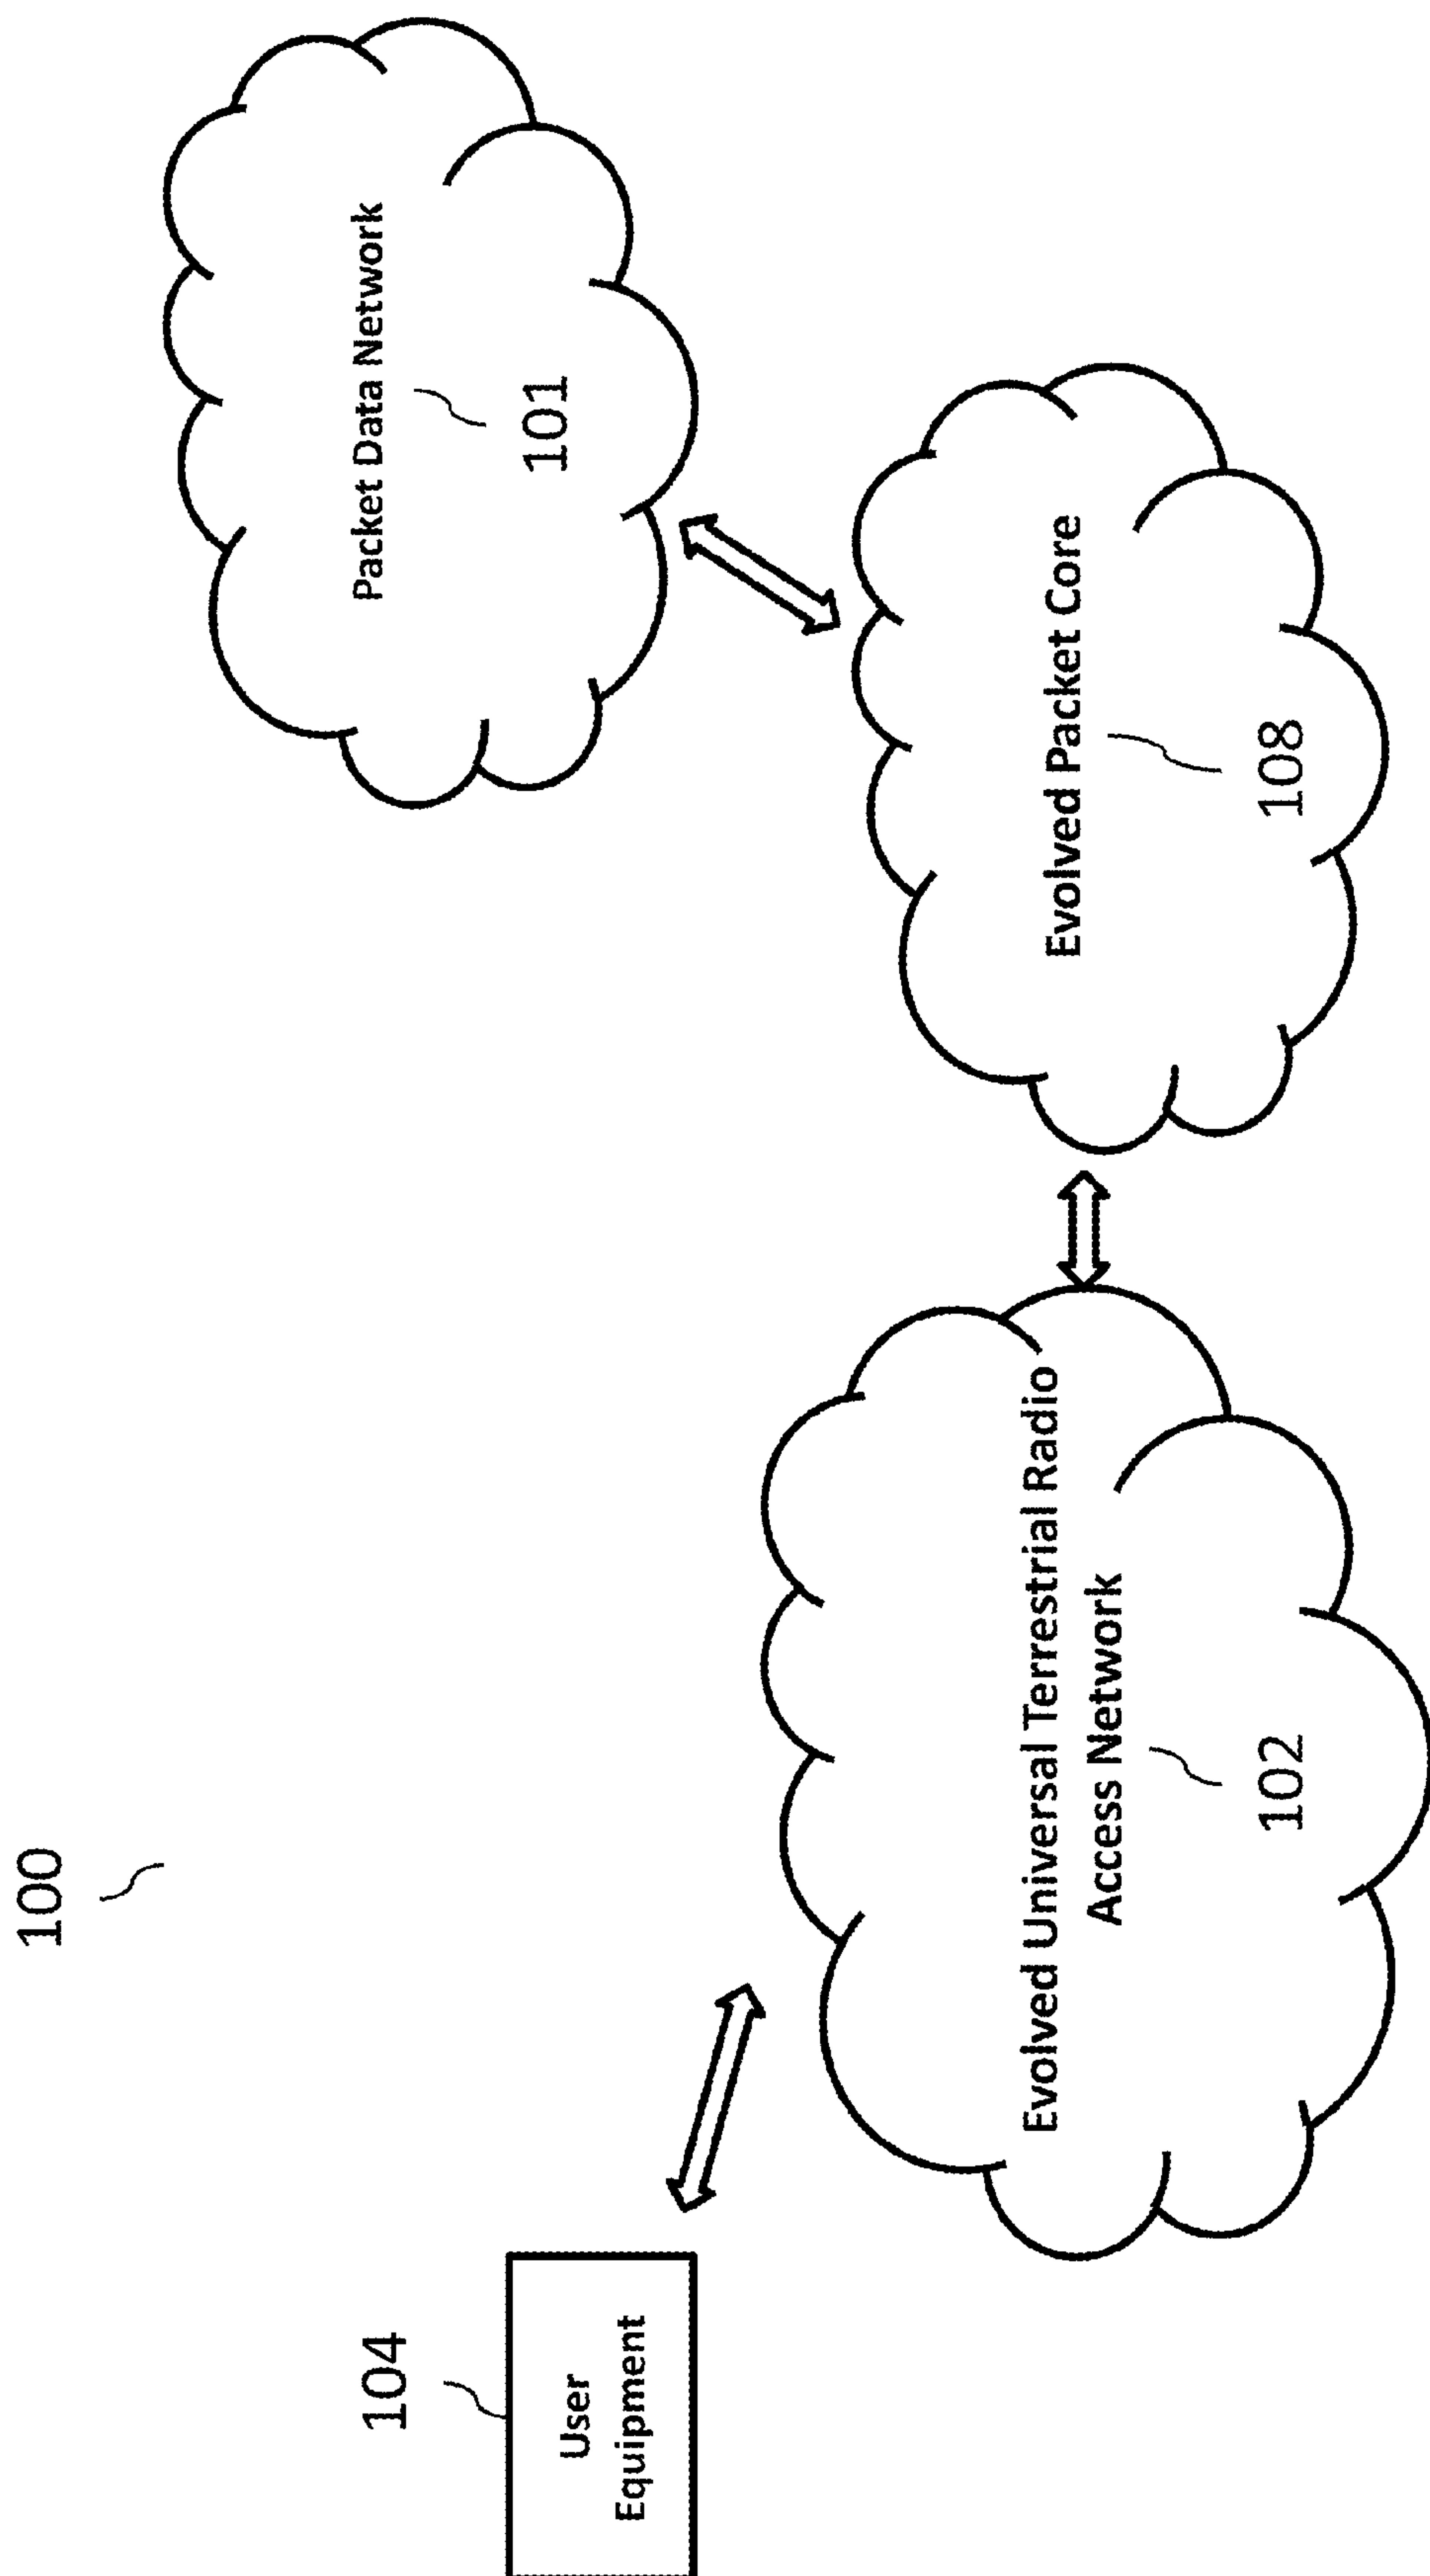 100
Packet Data Network
101
104
User
Equipment
Evolved Packet Core
108
Evolved Universal Terrestrial Radio
Access Network
102